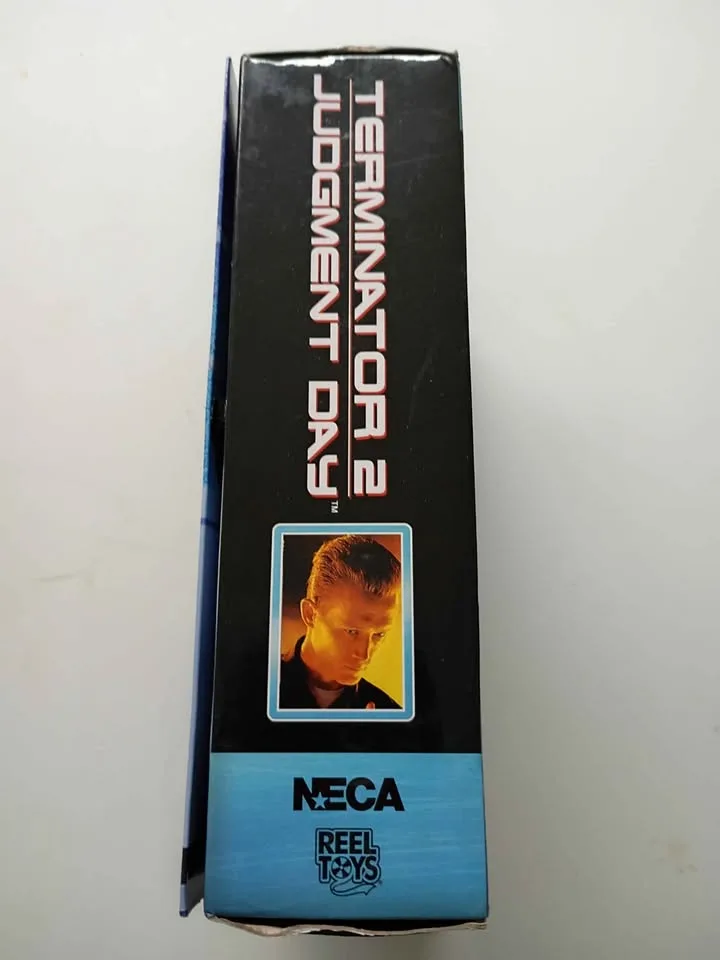 TERMINATOR 2
JUDGMENT DAY™
NECA
REEL
TOYS®